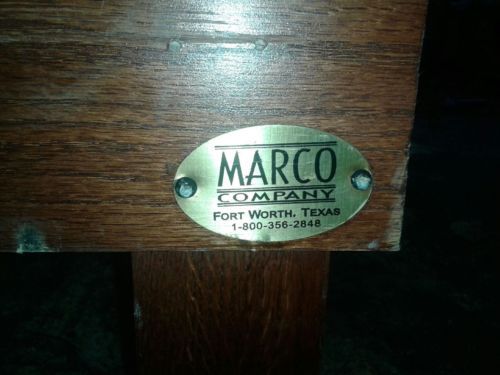 MARCO
COMPANY
FORT WORTH, TEXAS
1-800-356-2848